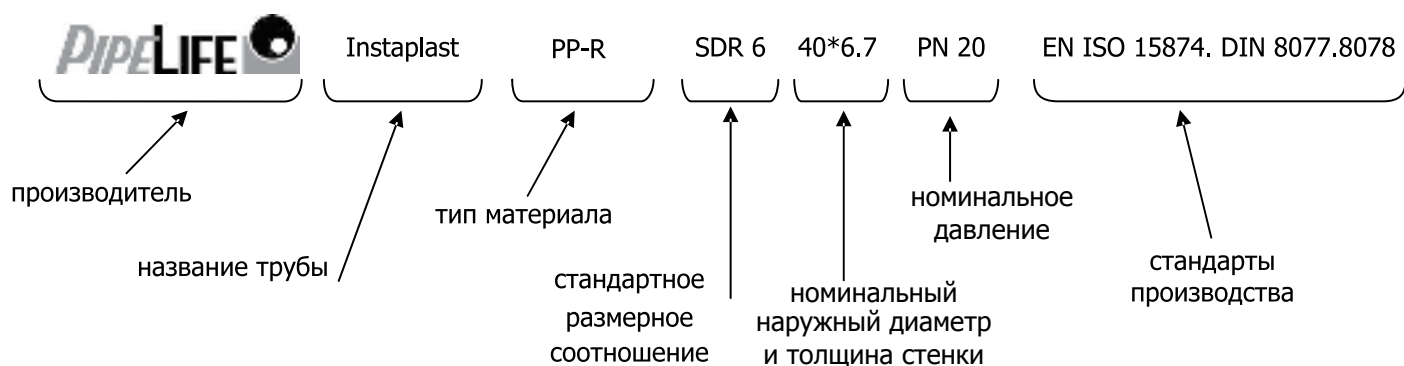 PIPELIFE Instaplast PP-R SDR 6 40*6.7 PN 20 EN ISO 15874. DIN 8077.8078
производитель
название трубы
тип материала
стандартное
размерное
соотношение
номинальный
наружный диаметр
и толщина стенки
номинальное
давление
стандарты
производства